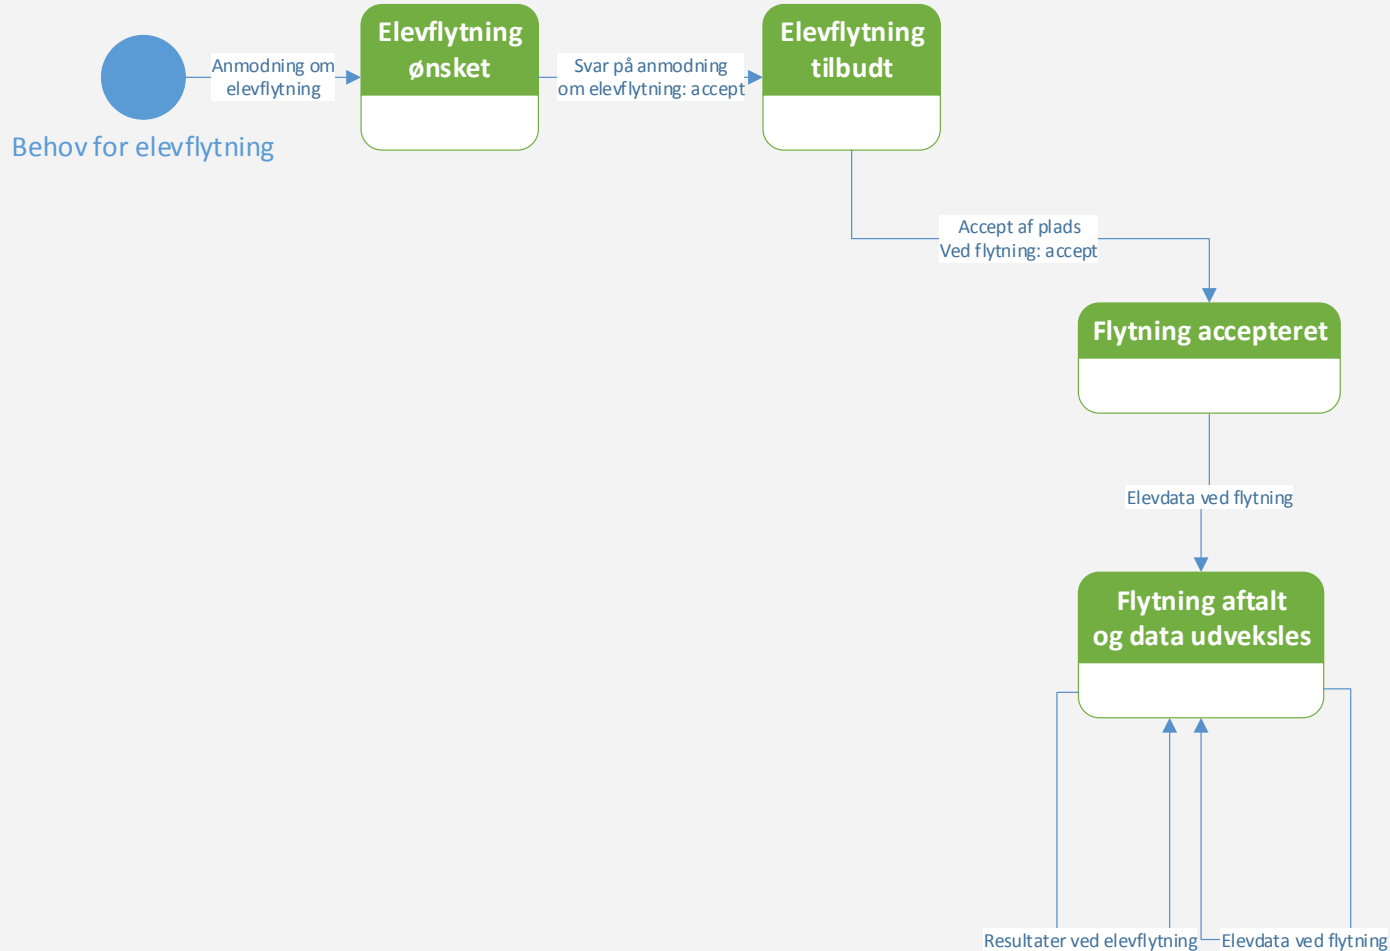 Elevflytning
ønsket
Elevflytning
tilbudt
Anmodning om
elevflytning
Svar på anmodning
om elevflytning: accept
Behov for elevflytning
Accept af plads
Ved flytning: accept
Flytning accepteret
Elevdata ved flytning
Flytning aftalt
og data udveksles
Resultater ved elevflytning
Elevdata ved flytning